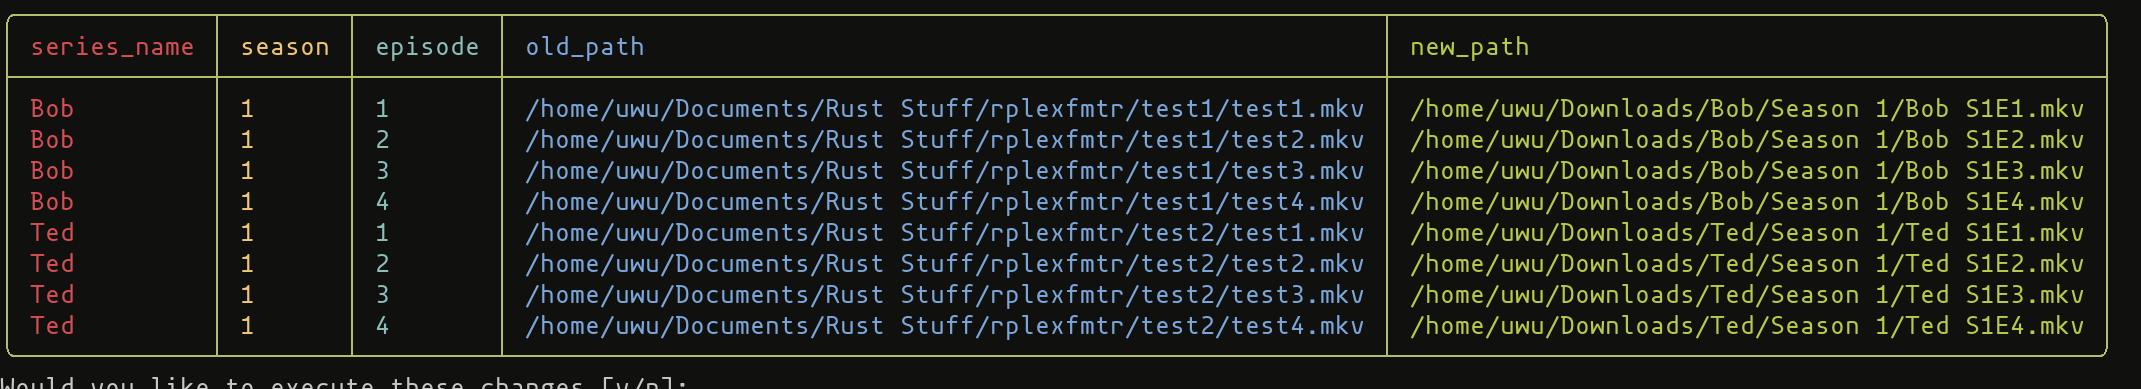 series_name season episode old_path new_path
Bob 1 1 /home/uwu/Documents/Rust Stuff/rplexfmtr/test1/test1.mkv /home/uwu/Downloads/Bob/Season 1/Bob S1E1.mkv
Bob 1 2 /home/uwu/Documents/Rust Stuff/rplexfmtr/test1/test2.mkv /home/uwu/Downloads/Bob/Season 1/Bob S1E2.mkv
Bob 1 3 /home/uwu/Documents/Rust Stuff/rplexfmtr/test1/test3.mkv /home/uwu/Downloads/Bob/Season 1/Bob S1E3.mkv
Bob 1 4 /home/uwu/Documents/Rust Stuff/rplexfmtr/test1/test4.mkv /home/uwu/Downloads/Bob/Season 1/Bob S1E4.mkv
Ted 1 1 /home/uwu/Documents/Rust Stuff/rplexfmtr/test2/test1.mkv /home/uwu/Downloads/Ted/Season 1/Ted S1E1.mkv
Ted 1 2 /home/uwu/Documents/Rust Stuff/rplexfmtr/test2/test2.mkv /home/uwu/Downloads/Ted/Season 1/Ted S1E2.mkv
Ted 1 3 /home/uwu/Documents/Rust Stuff/rplexfmtr/test2/test3.mkv /home/uwu/Downloads/Ted/Season 1/Ted S1E3.mkv
Ted 1 4 /home/uwu/Documents/Rust Stuff/rplexfmtr/test2/test4.mkv /home/uwu/Downloads/Ted/Season 1/Ted S1E4.mkv
Would you like to execute these changes [y/n]: